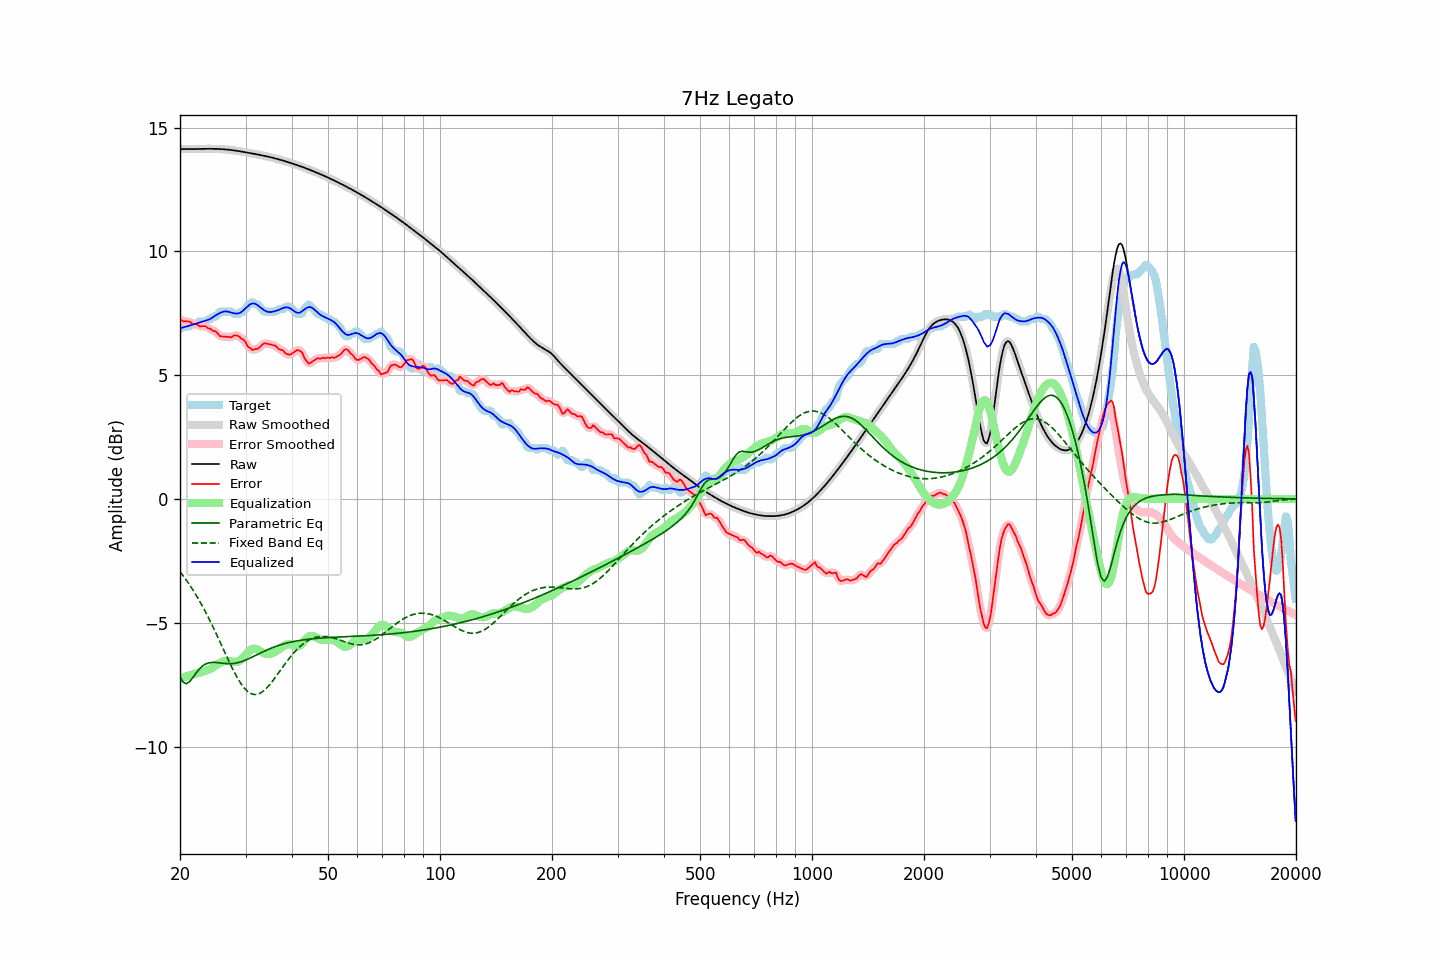 7Hz Legato
Amplitude (dBr)
15
10
5
0
−5
−10
Target
Raw Smoothed
Error Smoothed
Raw
Error
Equalization
Parametric Eq
Fixed Band Eq
Equalized
20 50 100 200 500 1000 2000 5000 10000 20000
Frequency (Hz)